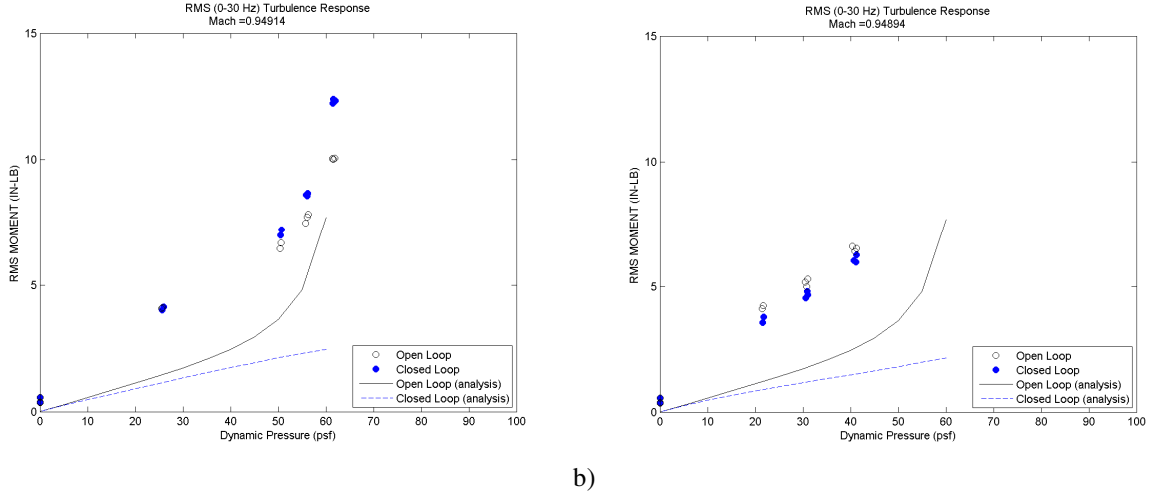 RMS (0-30 Hz) Turbulence Response
Mach =0.94914
15
10
5
0
RMS MOMENT (IN-LB)
0 10 20 30 40 50 60 70 80 90 100
Dynamic Pressure (psf)
Open Loop
Closed Loop
Open Loop (analysis)
Closed Loop (analysis)
RMS (0-30 Hz) Turbulence Response
Mach =0.94894
15
10
5
0
RMS MOMENT (IN-LB)
0 10 20 30 40 50 60 70 80 90 100
Dynamic Pressure (psf)
Open Loop
Closed Loop
Open Loop (analysis)
Closed Loop (analysis)
b)